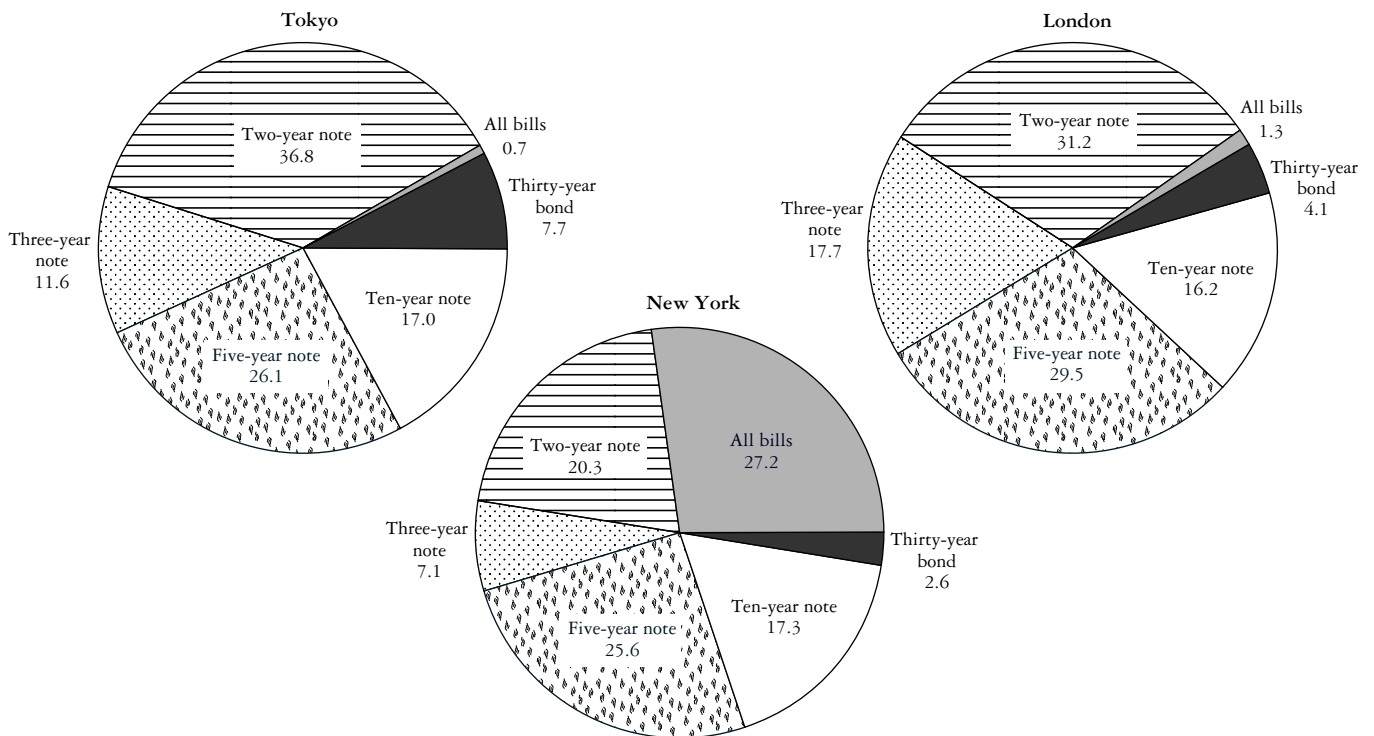 Tokyo
Two-year note
36.8
All bills
0.7
Thirty-year
bond
7.7
Three-year
note
11.6
Ten-year note
17.0
Five-year note
26.1
London
Two-year note
31.2
All bills
1.3
Thirty-year
bond
4.1
Three-year
note
17.7
Ten-year note
16.2
Five-year note
29.5
New York
All bills
27.2
Two-year note
20.3
Three-year
note
7.1
Thirty-year
bond
2.6
Ten-year note
17.3
Five-year note
25.6